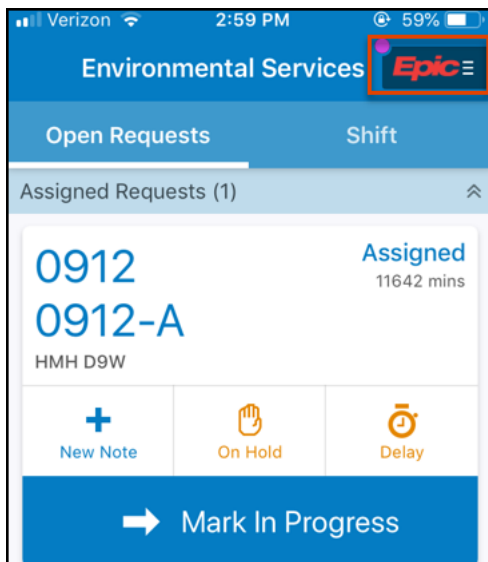 Verizon 2:59 PM 59%
Environmental Services Epic
Open Requests Shift
Assigned Requests (1)
0912 Assigned
11642 mins
0912-A
HMH D9W
New Note On Hold Delay
Mark In Progress